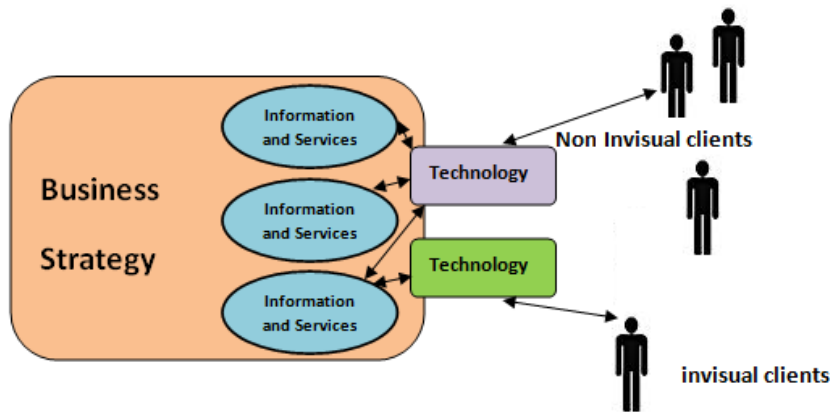 Business
Strategy
Information
and Services
Information
and Services
Information
and Services
Technology
Technology
Non Invisual clients
invisual clients